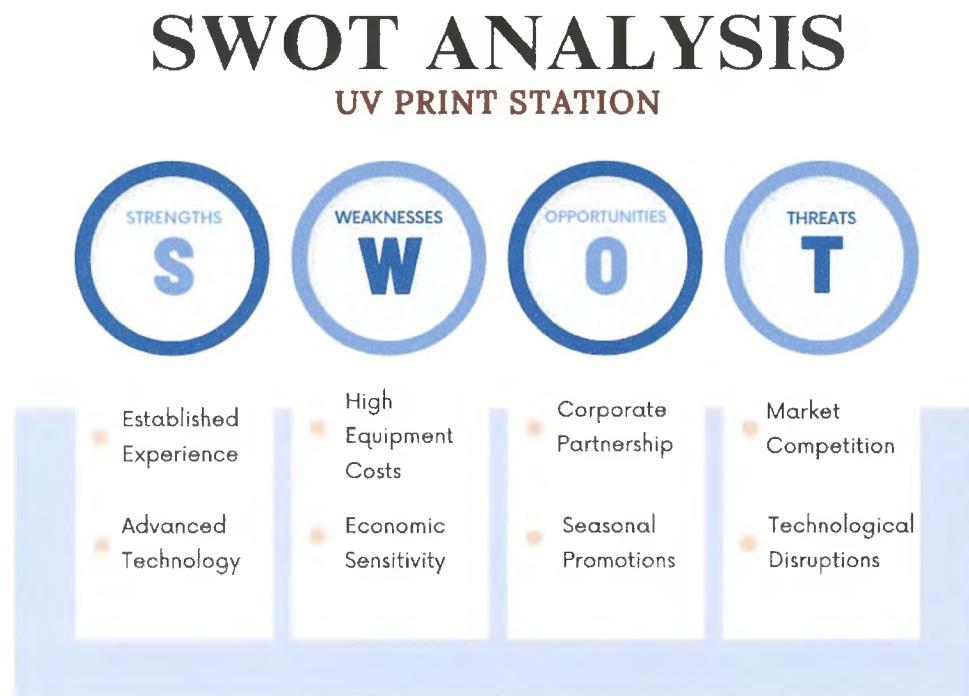 SWOT ANALYSIS
UV PRINT STATION
STRENGTHS
S
WEAKNESSES
W
OPPORTUNITIES
O
THREATS
T
Established
Experience
Advanced
Technology
High
Equipment
Costs
Economic
Sensitivity
Corporate
Partnership
Seasonal
Promotions
Market
Competition
Technological
Disruptions